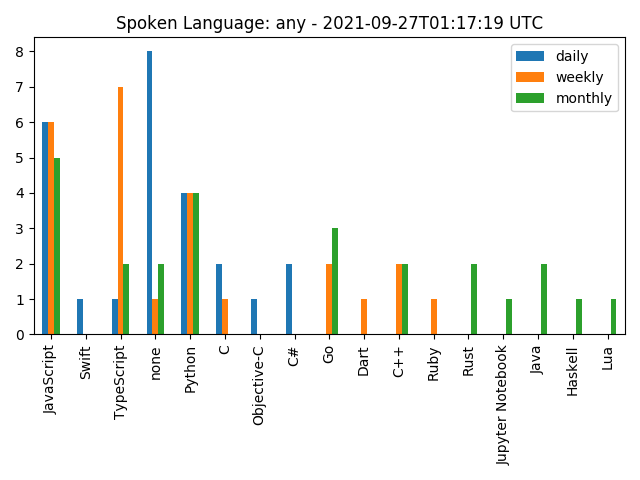 Spoken Language: any - 2021-09-27T01:17:19 UTC
daily
weekly
monthly
8
7
6
5
4
3
2
1
0
JavaScript
Swift
TypeScript
none
Python
C
Objective-C
C#
Go
Dart
C++
Ruby
Rust
Jupyter Notebook
Java
Haskell
Lua